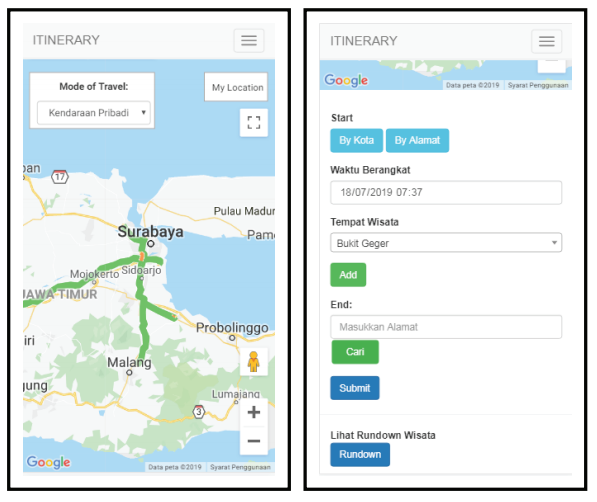 ITINERARY
Mode of Travel:
Kendaraan Pribadi
My Location
pan
17
Pulau Madur
Surabaya
Pame
Mojokerto
Sidoarjo
JAWA TIMUR
Probolinggo
iri
Malang
ung
Lumajang
3
+
−
Google
Data peta ©2019
Syarat Penggunaan
ITINERARY
Google
Data peta ©2019
Syarat Penggunaan
Start
By Kota
By Alamat
Waktu Berangkat
18/07/2019 07:37
Tempat Wisata
Bukit Geger
Add
End:
Masukkan Alamat
Cari
Submit
Lihat Rundown Wisata
Rundown